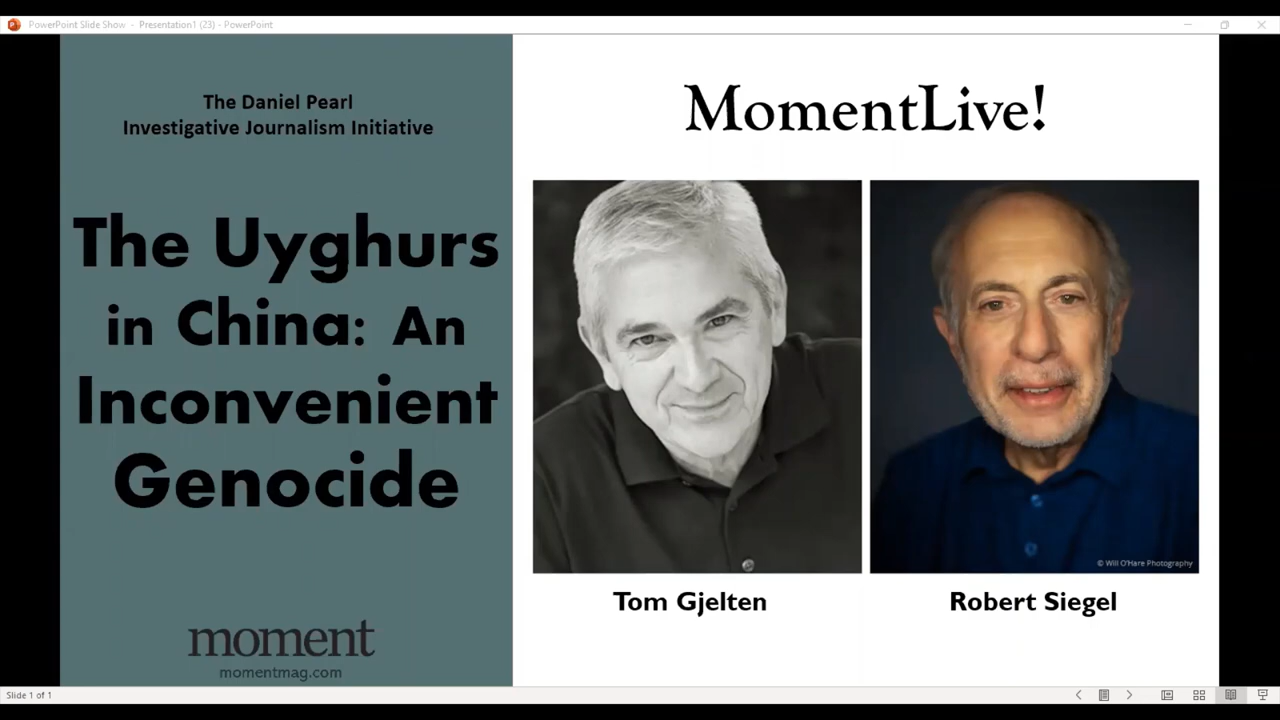 PowerPoint Slide Show - Presentation1 (23) - PowerPoint
The Daniel Pearl
Investigative Journalism Initiative
The Uyghurs
in China: An
Inconvenient
Genocide
moment
momentmag.com
MomentLive!
© Will O'Hare Photography
Tom Gjelten
Robert Siegel
Slide 1 of 1